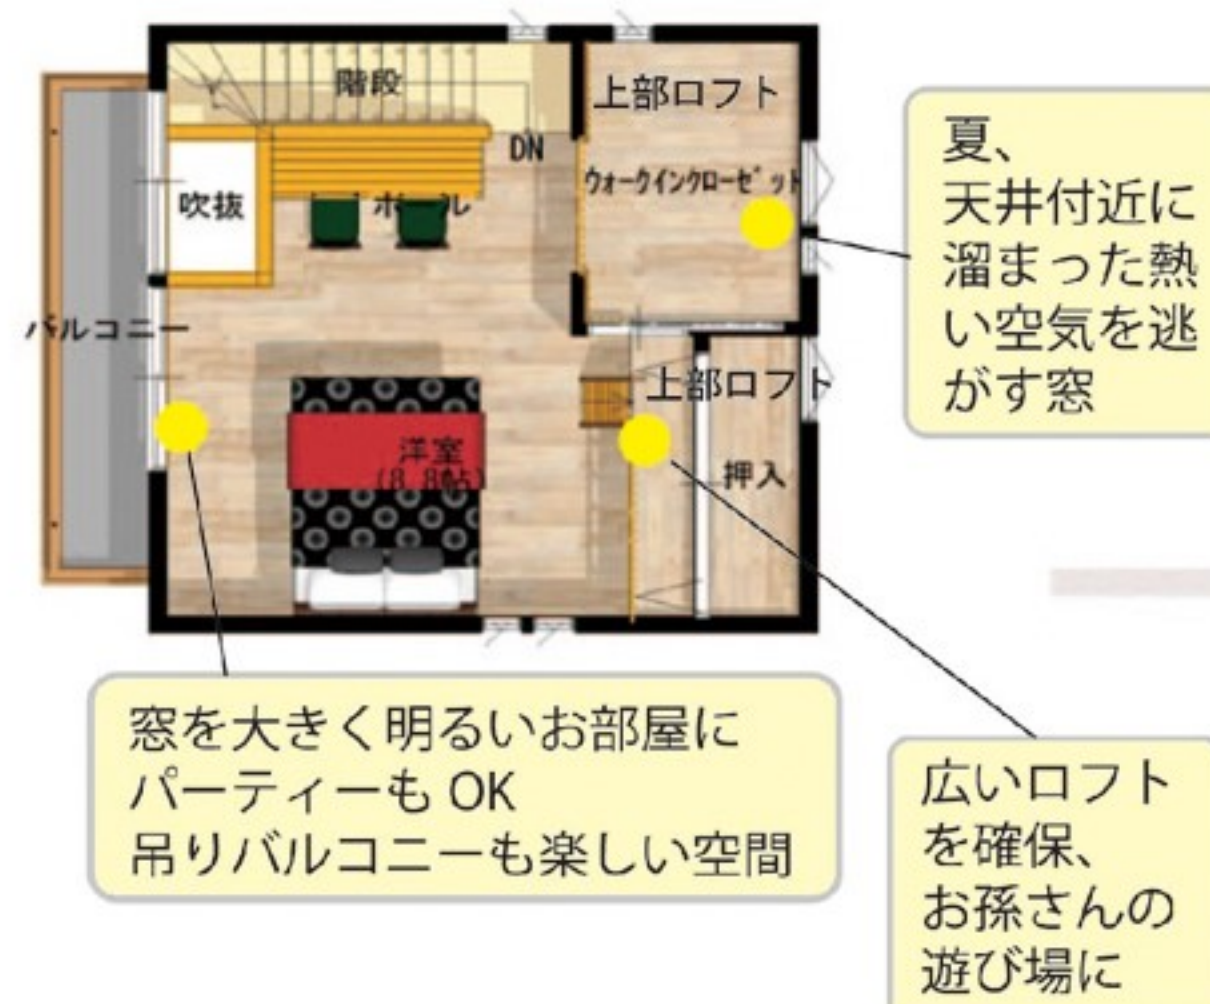 階段
上部ロフト
DN
ウォークインクローゼット
吹抜
ホール
バルコニー
上部ロフト
洋室
(8.8帖)
押入
夏、
天井付近に
溜まった熱
い空気を逃
がす窓
窓を大きく明るいお部屋に
パーティーも OK
吊りバルコニーも楽しい空間
広いロフト
を確保、
お孫さんの
遊び場に